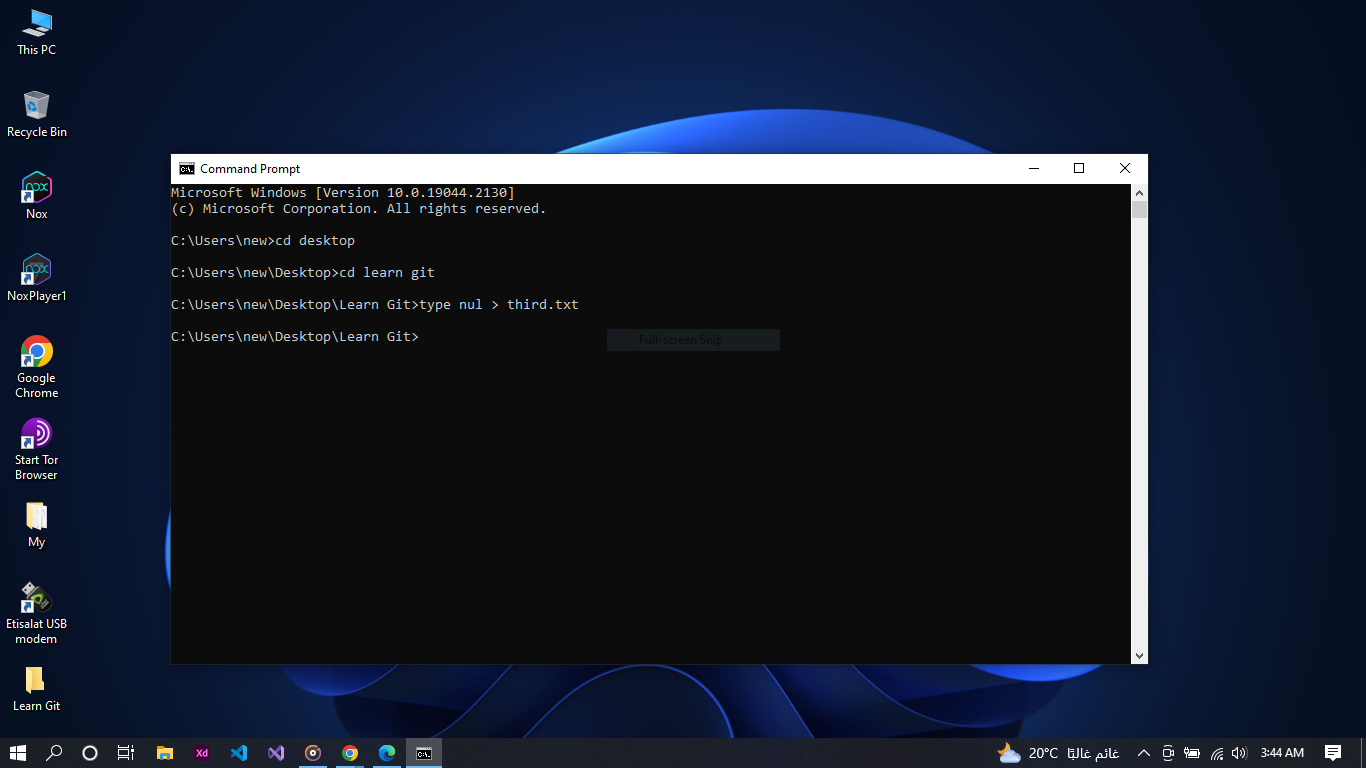 This PC
Recycle Bin
Nox
NoxPlayer1
Google
Chrome
Start Tor
Browser
My
Etisalat USB
modem
Learn Git
Command Prompt
Microsoft Windows [Version 10.0.19044.2130]
(c) Microsoft Corporation. All rights reserved.
C:\Users\new>cd desktop
C:\Users\new\Desktop>cd learn git
C:\Users\new\Desktop\Learn Git>type nul > third.txt
C:\Users\new\Desktop\Learn Git>
Full-screen Snip
Xd
20°C غائم غالبًا
3:44 AM